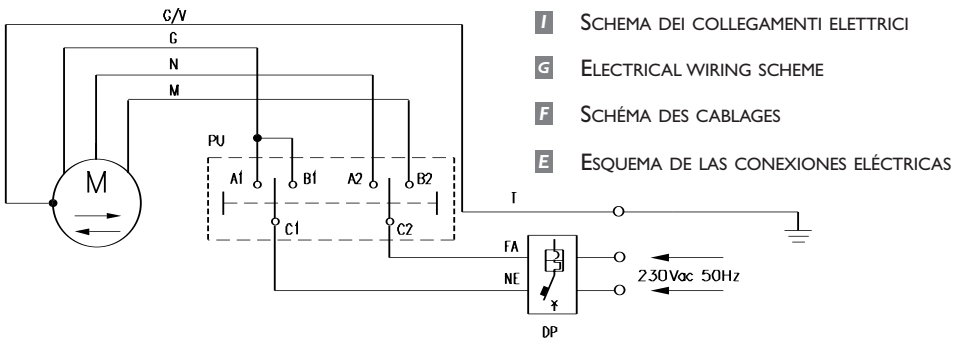 C/V
G
N
M
I SCHEMA DEI COLLEGAMENTI ELETTRICI
G ELECTRICAL WIRING SCHEME
F SCHÉMA DES CABLAGES
E ESQUEMA DE LAS CONEXIONES ELÉCTRICAS
PU
M
A1 B1 A2 B2
C1 C2
T
FA
NE
230Vac 50Hz
DP